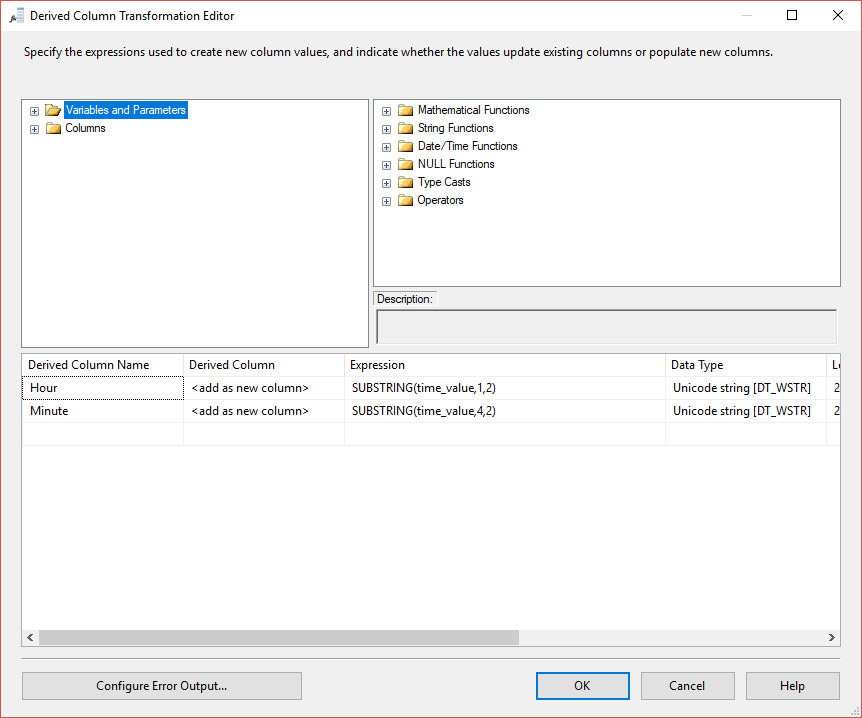 Derived Column Transformation Editor
Specify the expressions used to create new column values, and indicate whether the values update existing columns or populate new columns.
Variables and Parameters
Columns
Mathematical Functions
String Functions
Date/Time Functions
NULL Functions
Type Casts
Operators
Description:
Derived Column Name Derived Column Expression Data Type
Hour <add as new column> SUBSTRING(time_value,1,2) Unicode string [DT_WSTR] 2
Minute <add as new column> SUBSTRING(time_value,4,2) Unicode string [DT_WSTR] 2
Configure Error Output... OK Cancel Help